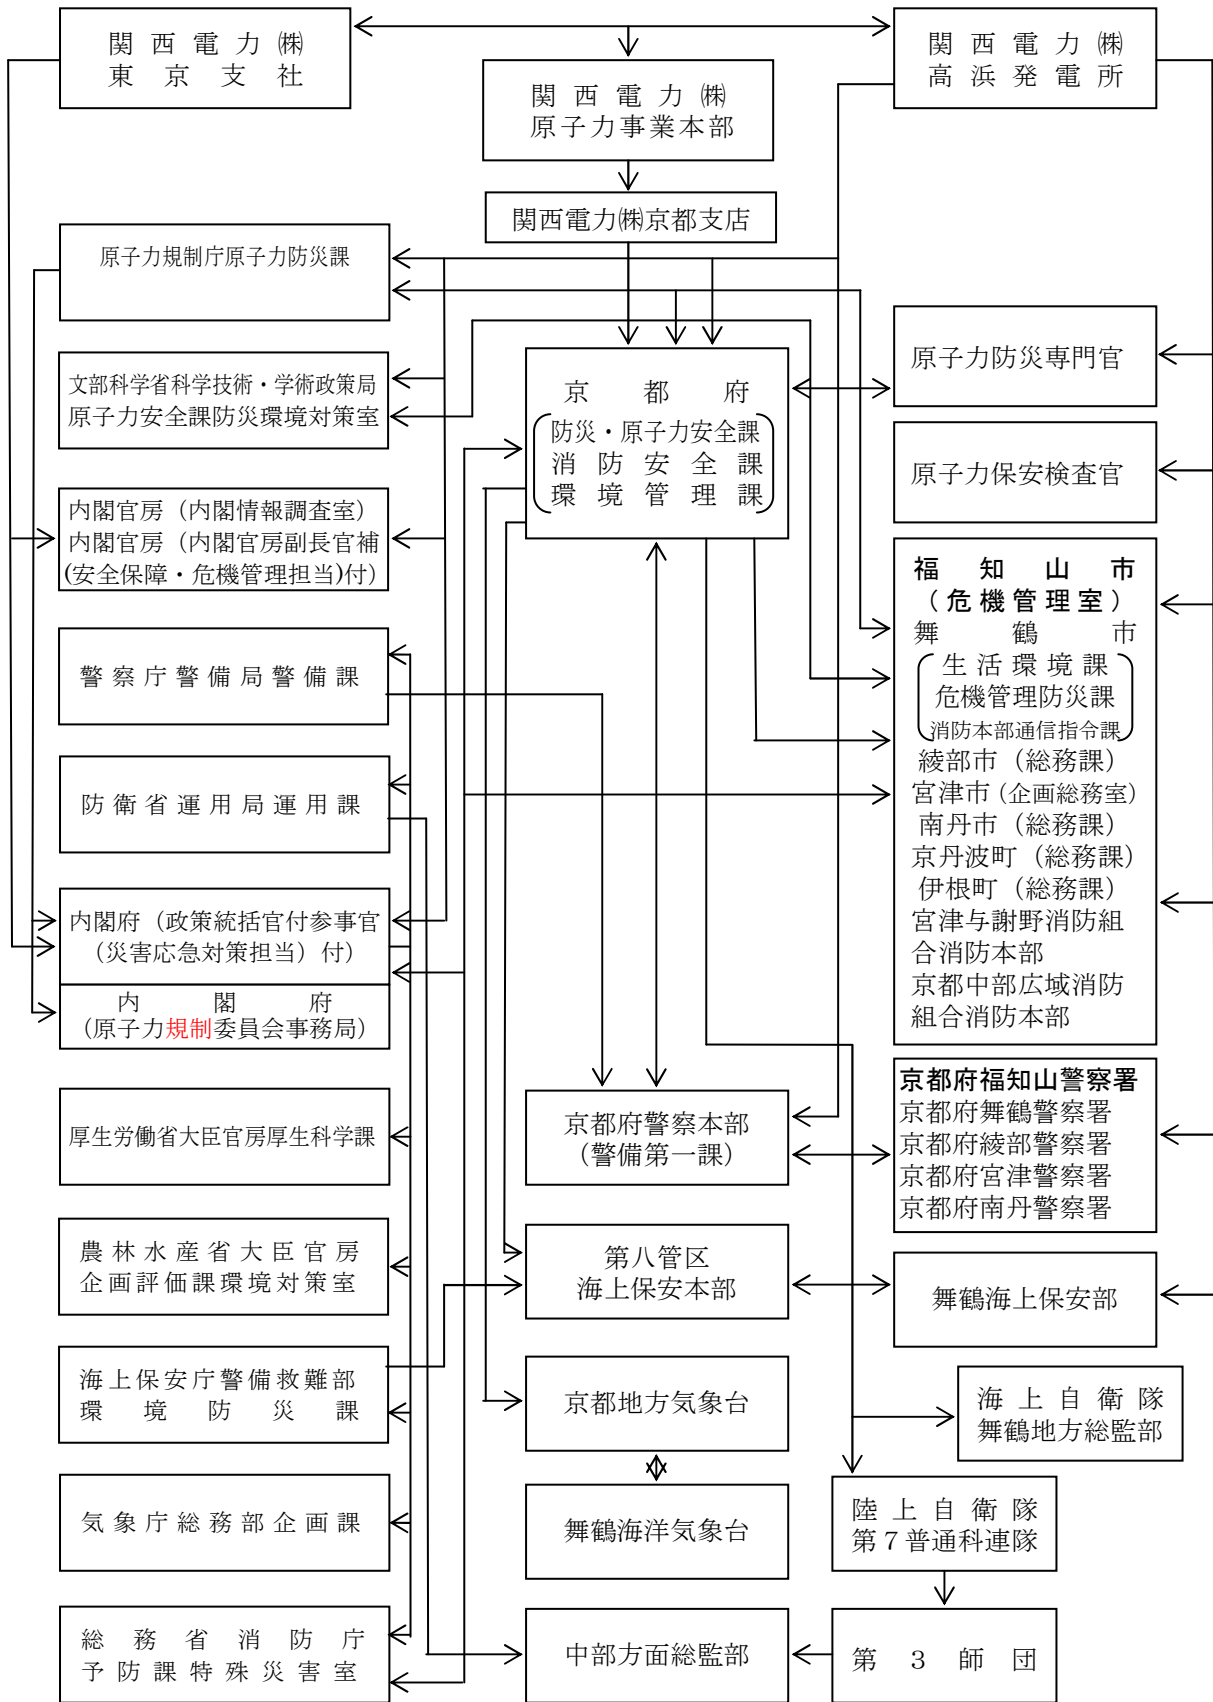 関西電力㈱
東京支社
関西電力㈱
高浜発電所
関西電力㈱
原子力事業本部
関西電力㈱京都支店
原子力規制庁原子力防災課
文部科学省科学技術・学術政策局
原子力安全課防災環境対策室
内閣官房（内閣情報調査室）
内閣官房（内閣官房副長官補
(安全保障・危機管理担当)付）
警察庁警備局警備課
防衛省運用局運用課
内閣府（政策統括官付参事官
（災害応急対策担当）付）
内閣府
（原子力規制委員会事務局）
厚生労働省大臣官房厚生科学課
農林水産省大臣官房
企画評価課環境対策室
海上保安庁警備救難部
環境防災課
気象庁総務部企画課
総務省消防庁
予防課特殊災害室
京都府
防災・原子力安全課
消防安全課
環境管理課
京都府警察本部
（警備第一課）
第八管区
海上保安本部
京都地方気象台
舞鶴海洋気象台
中部方面総監部
原子力防災専門官
原子力保安検査官
福知山市
（危機管理室）
舞鶴市
生活環境課
危機管理防災課
消防本部通信指令課
綾部市（総務課）
宮津市（企画総務室）
南丹市（総務課）
京丹波町（総務課）
伊根町（総務課）
宮津与謝野消防組
合消防本部
京都中部広域消防
組合消防本部
京都府福知山警察署
京都府舞鶴警察署
京都府綾部警察署
京都府宮津警察署
京都府南丹警察署
舞鶴海上保安部
海上自衛隊
舞鶴地方総監部
陸上自衛隊
第７普通科連隊
第３師団